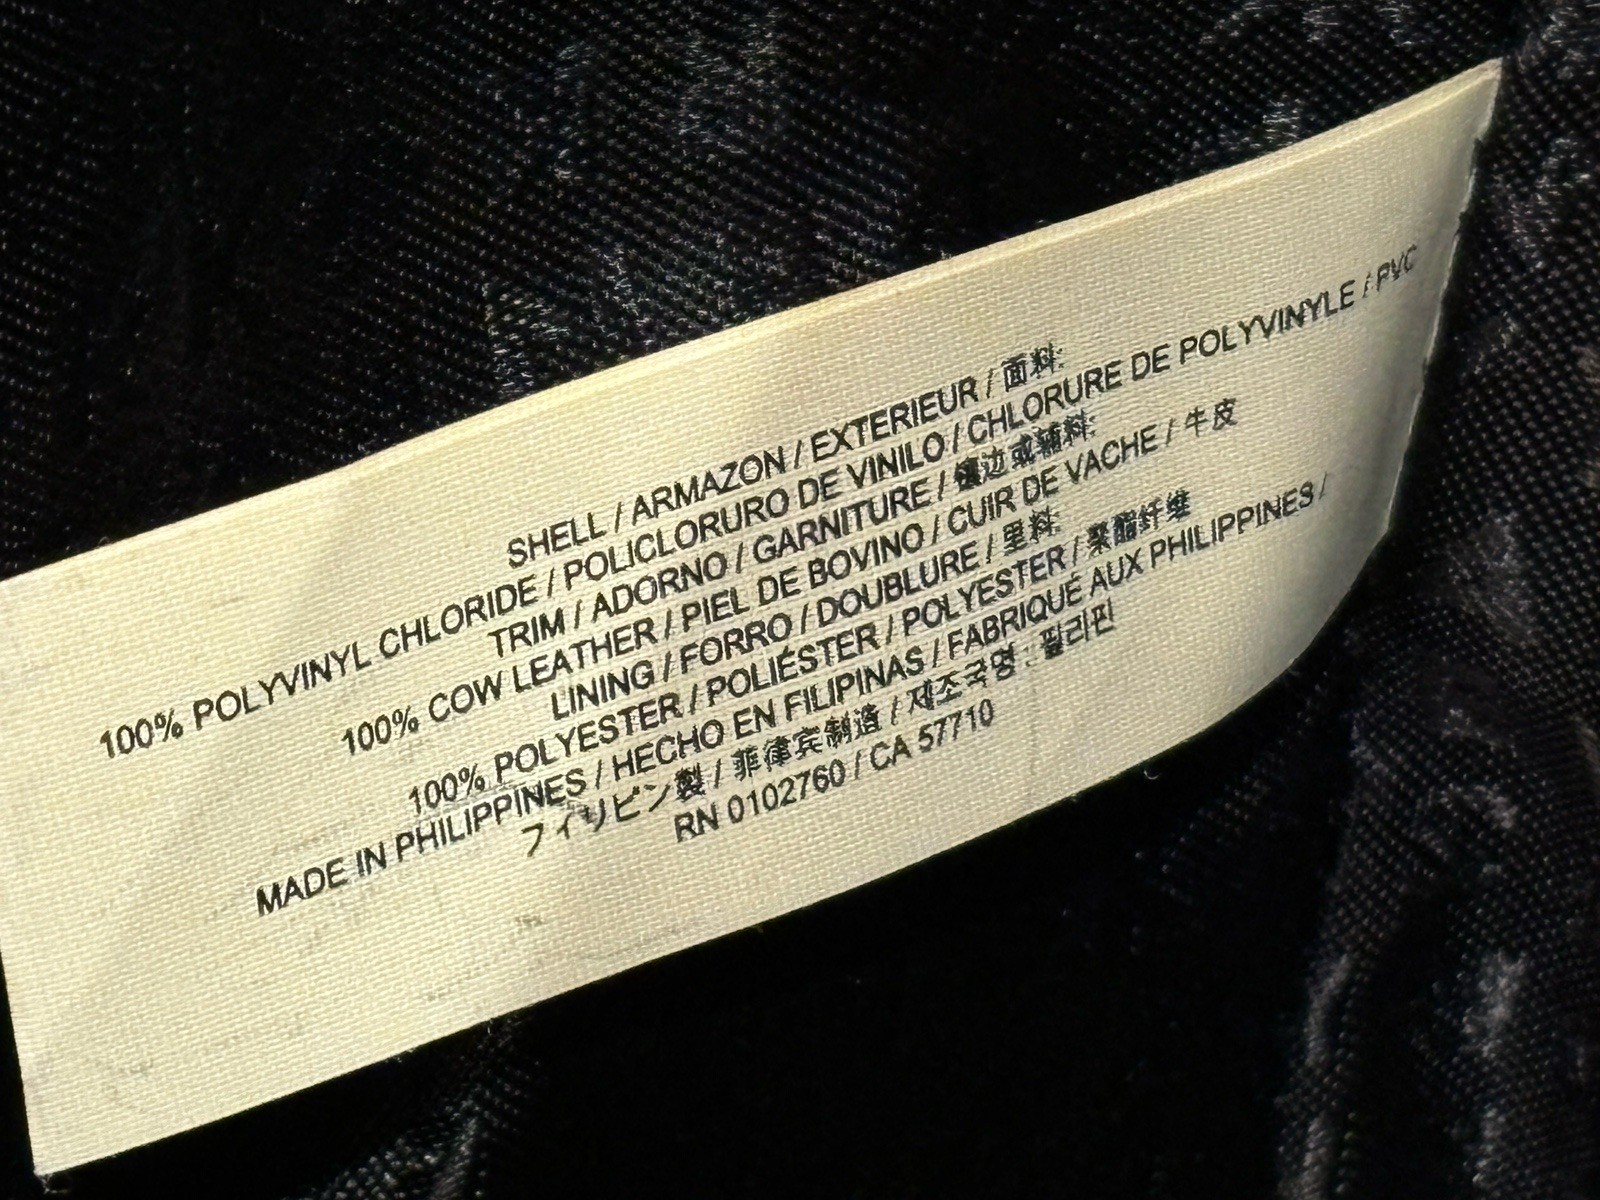 SHELL / ARMAZON / EXTERIEUR / 面料:
100% POLYVINYL CHLORIDE / POLICLORURO DE VINILO / CHLORURE DE POLYVINYLE / PVC
TRIM / ADORNO / GARNITURE / 镶边或辅料:
100% COW LEATHER / PIEL DE BOVINO / CUIR DE VACHE / 牛皮
LINING / FORRO / DOUBLURE / 里料:
100% POLYESTER / POLIÉSTER / POLYESTER / 聚酯纤维
MADE IN PHILIPPINES / HECHO EN FILIPINAS / FABRIQUÉ AUX PHILIPPINES /
フィリピン製 / 菲律宾制造 / 제조국명 : 필리핀
RN 0102760 / CA 57710